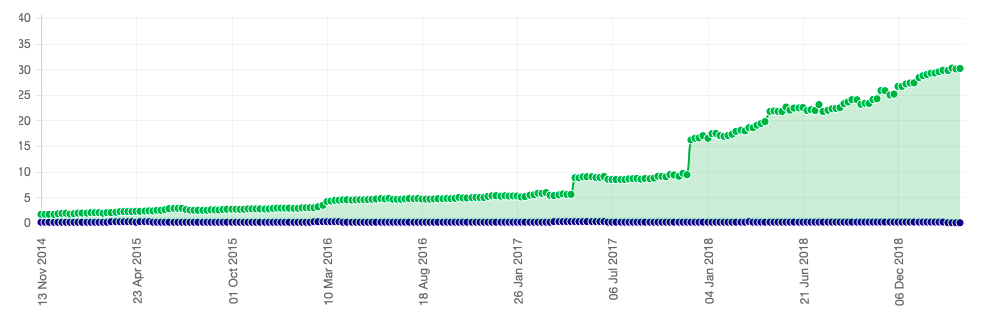 40
35
30
25
20
15
10
5
0
13 Nov 2014
23 Apr 2015
01 Oct 2015
10 Mar 2016
18 Aug 2016
26 Jan 2017
06 Jul 2017
04 Jan 2018
21 Jun 2018
06 Dec 2018